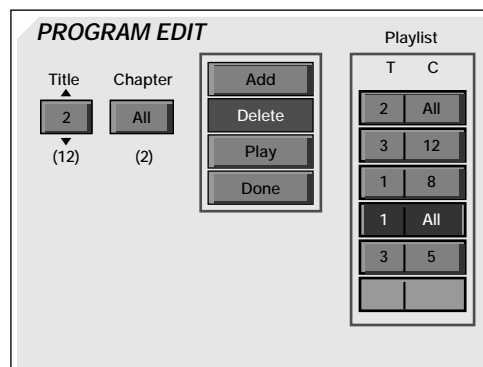 PROGRAM EDIT
Title Chapter
2 All
(12) (2)
Add
Delete
Play
Done
Playlist
T C
2 All
3 12
1 8
1 All
3 5